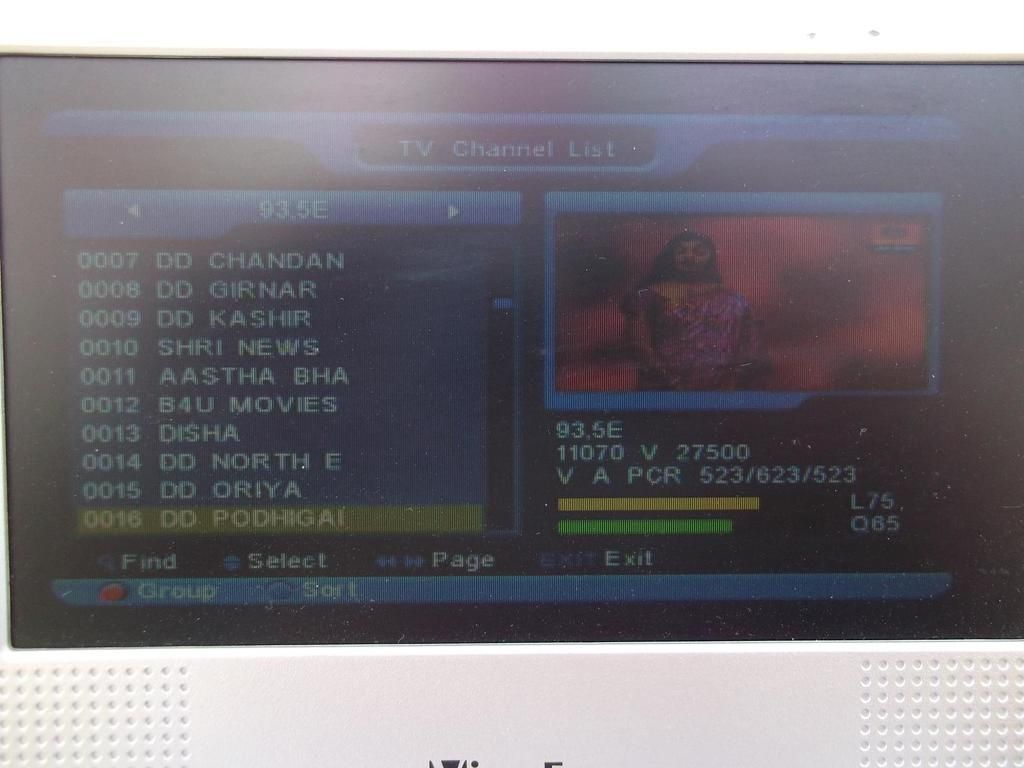 TV Channel List
93.5E
0007 DD CHANDAN
0008 DD GIRNAR
0009 DD KASHIR
0010 SHRI NEWS
0011 AASTHA BHA
0012 B4U MOVIES
0013 DISHA
0014 DD NORTH E
0015 DD ORIYA
0016 DD PODHIGAI
93.5E
11070 V 27500
V A PCR 523/623/523
L75
Q65
Find Select Page EXIT Exit
Group Sort